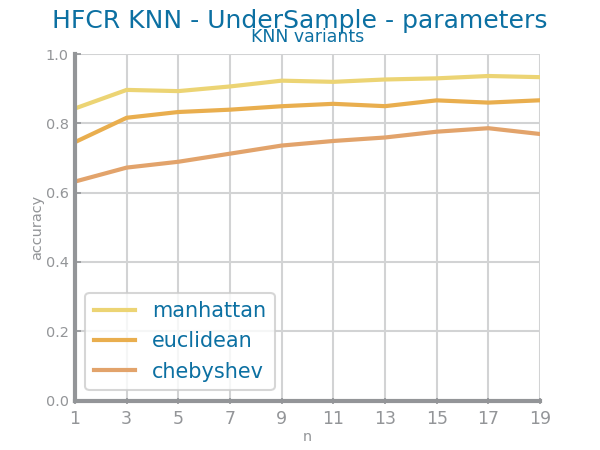 HFCR KNN - UnderSample - parameters
KNN variants
1.0
0.8
0.6
0.4
0.2
0.0
accuracy
manhattan
euclidean
chebyshev
1 3 5 7 9 11 13 15 17 19
n